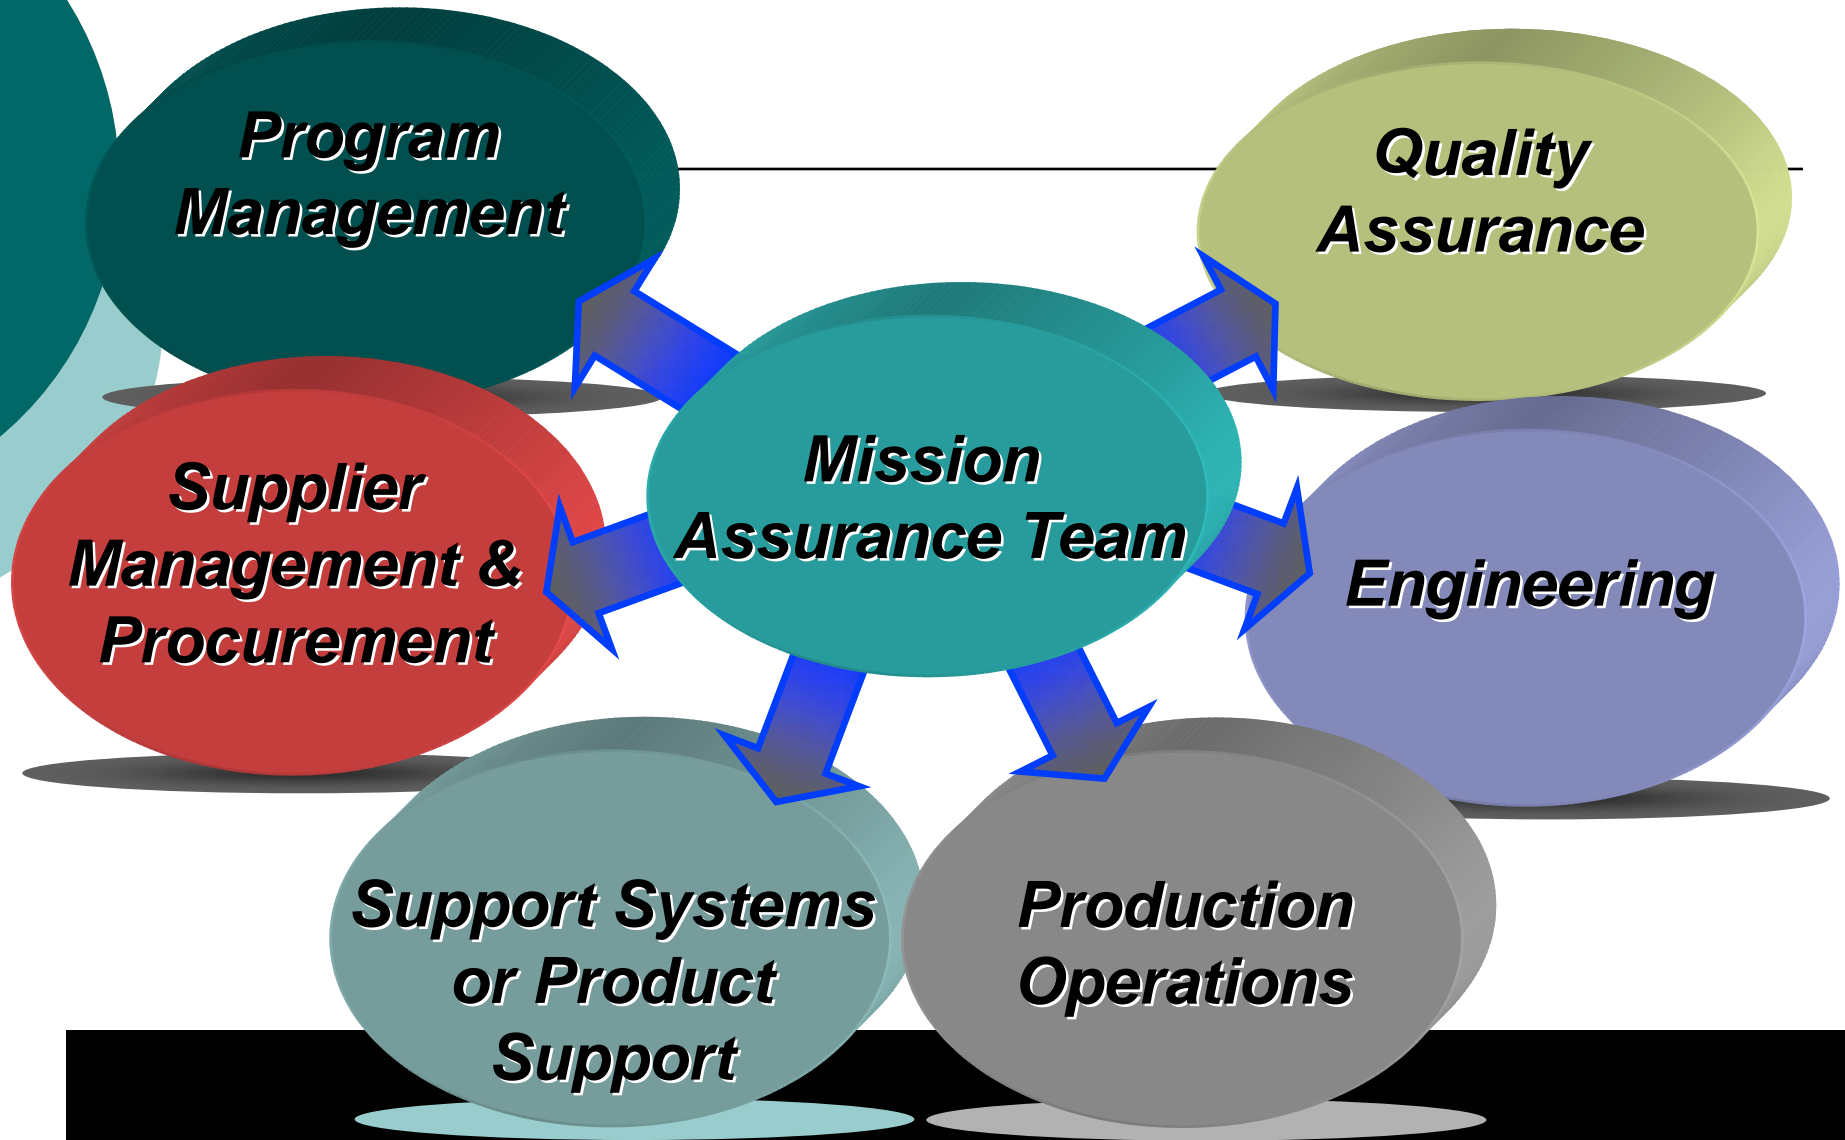 Program
Management
Quality
Assurance
Mission
Assurance Team
Supplier
Management &
Procurement
Engineering
Support Systems
or Product
Support
Production
Operations